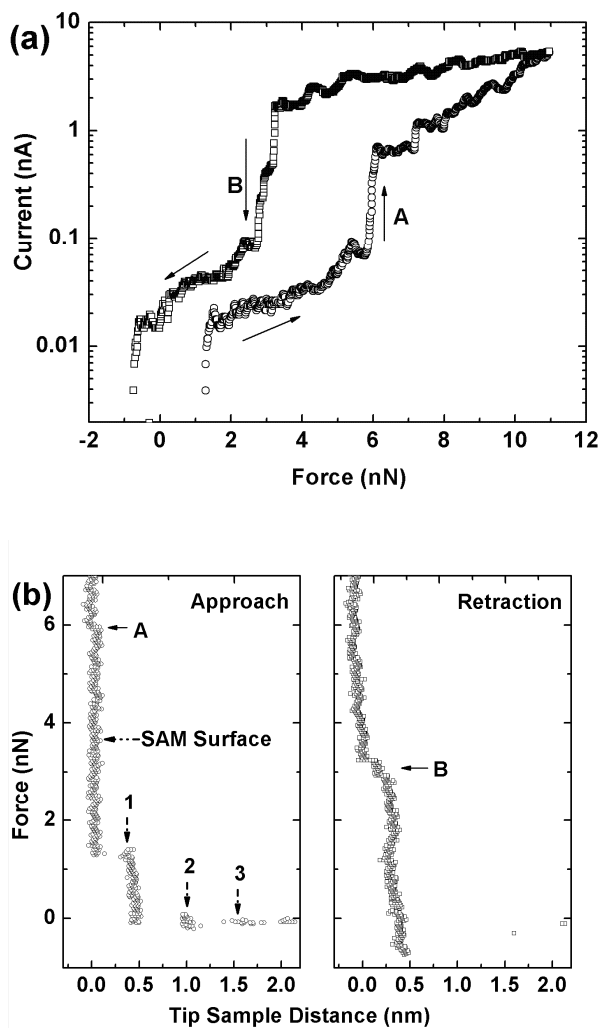 (a)
10
1
0.1
0.01
Current (nA)
B
A
-2 0 2 4 6 8 10 12
Force (nN)
(b)
Approach
Retraction
6
4
2
0
Force (nN)
A
SAM Surface
1
2
3
B
0.0 0.5 1.0 1.5 2.0
0.0 0.5 1.0 1.5 2.0
Tip Sample Distance (nm)